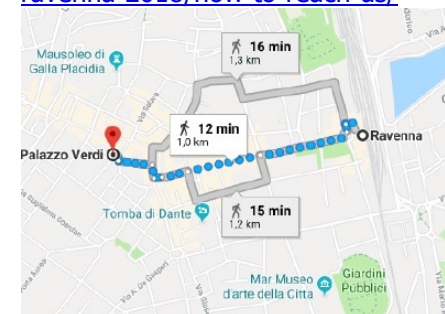 ravenna-2018/how-to-reach-us/
Mausoleo di
Galla Placidia
16 min
1,3 km
12 min
1,0 km
Ravenna
Palazzo Verdi
15 min
1,2 km
Tomba di Dante
Mar Museo
d'arte della Citta
Giardini
Pubblici